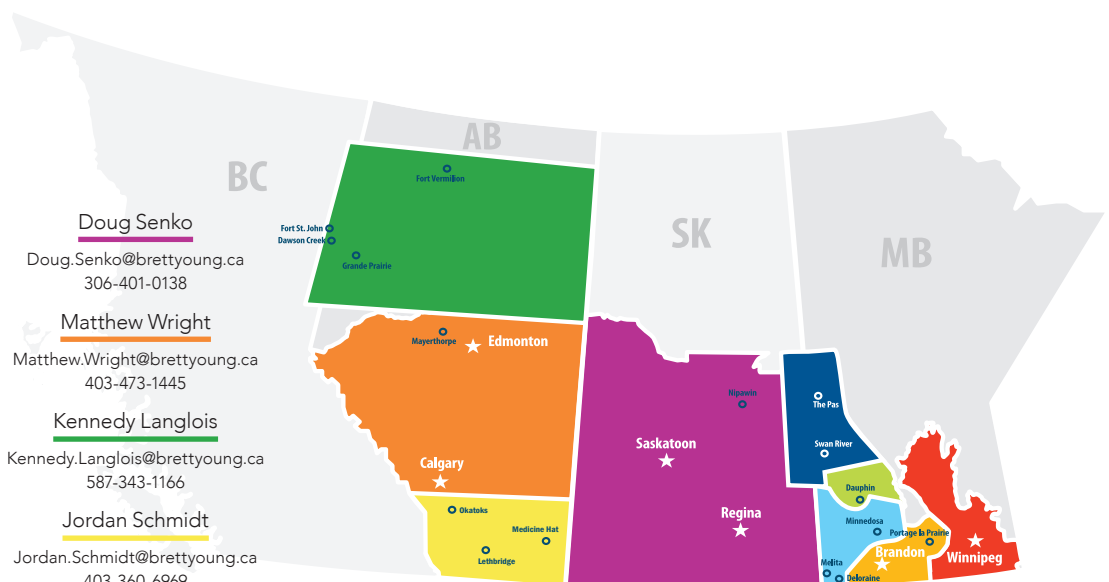 AB
BC
SK
MB
Fort Vermilion
Fort St. John
Dawson Creek
Grande Prairie
Doug Senko
Doug.Senko@brettyoung.ca
306-401-0138
Matthew Wright
Matthew.Wright@brettyoung.ca
403-473-1445
Kennedy Langlois
Kennedy.Langlois@brettyoung.ca
587-343-1166
Jordan Schmidt
Jordan.Schmidt@brettyoung.ca
403-360-6969
Mayerthorpe
Edmonton
Calgary
Okatoks
Medicine Hat
Lethbridge
Nipawin
Saskatoon
Regina
The Pas
Swan River
Dauphin
Minnedosa
Portage la Prairie
Brandon
Winnipeg
Melita
Deloraine